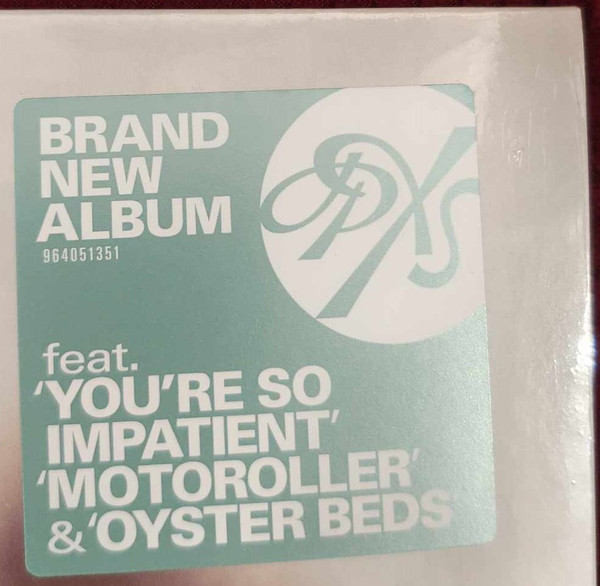 BRAND
NEW
ALBUM
964051351
feat.
‘YOU’RE SO
IMPATIENT’
‘MOTOROLLER’
& ‘OYSTER BEDS’